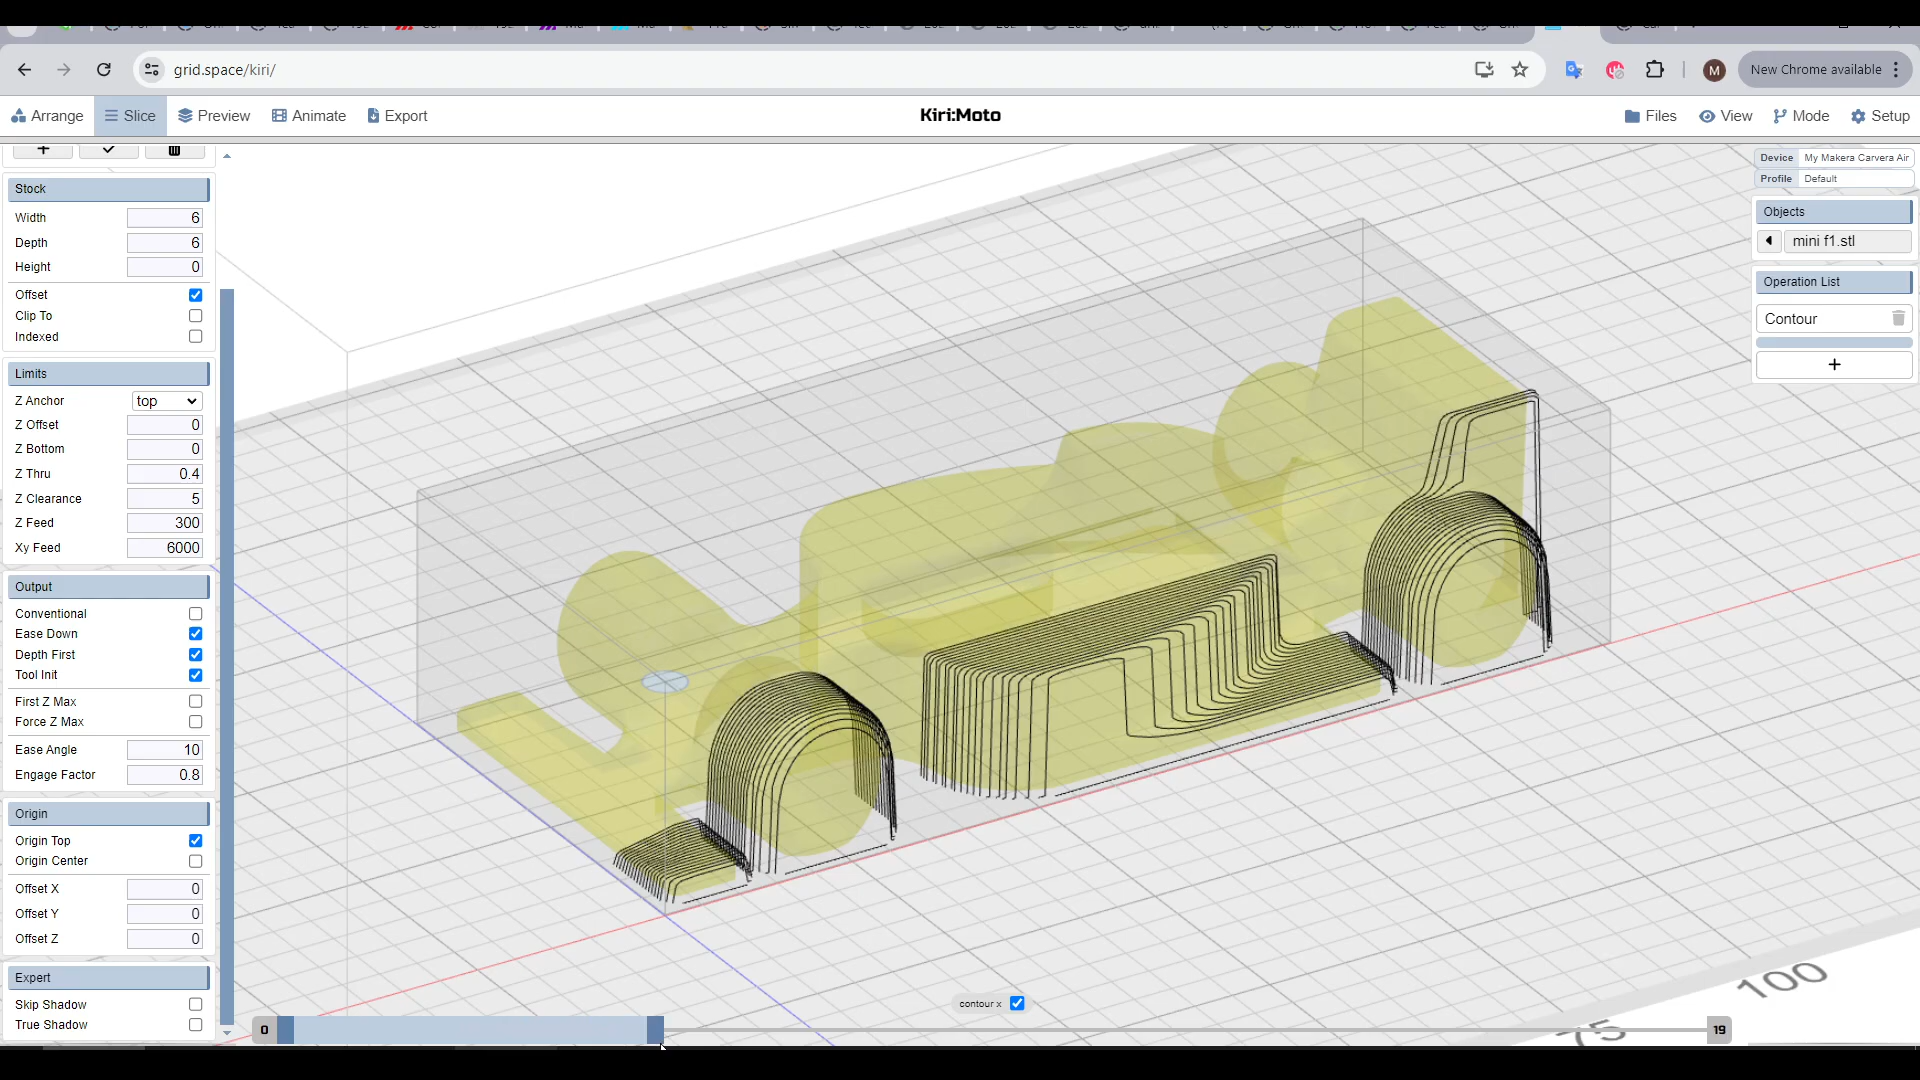 grid.space/kiri/
M
New Chrome available
Arrange
Slice
Preview
Animate
Export
Kiri:Moto
Files
View
Mode
Setup
Device My Makera Carvera Air
Profile Default
Stock
Width 6
Depth 6
Height 0
Offset
Clip To
Indexed
Limits
Z Anchor top
Z Offset 0
Z Bottom 0
Z Thru 0.4
Z Clearance 5
Z Feed 300
Xy Feed 6000
Output
Conventional
Ease Down
Depth First
Tool Init
First Z Max
Force Z Max
Ease Angle 10
Engage Factor 0.8
Origin
Origin Top
Origin Center
Offset X 0
Offset Y 0
Offset Z 0
Expert
Skip Shadow
True Shadow
Objects
mini f1.stl
Operation List
Contour
+
100
75
contour x
0
19